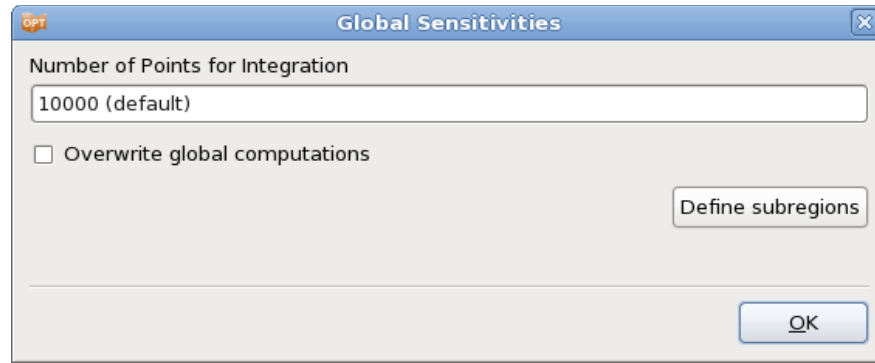 OPT
Global Sensitivities
Number of Points for Integration
10000 (default)
Overwrite global computations
Define subregions
OK